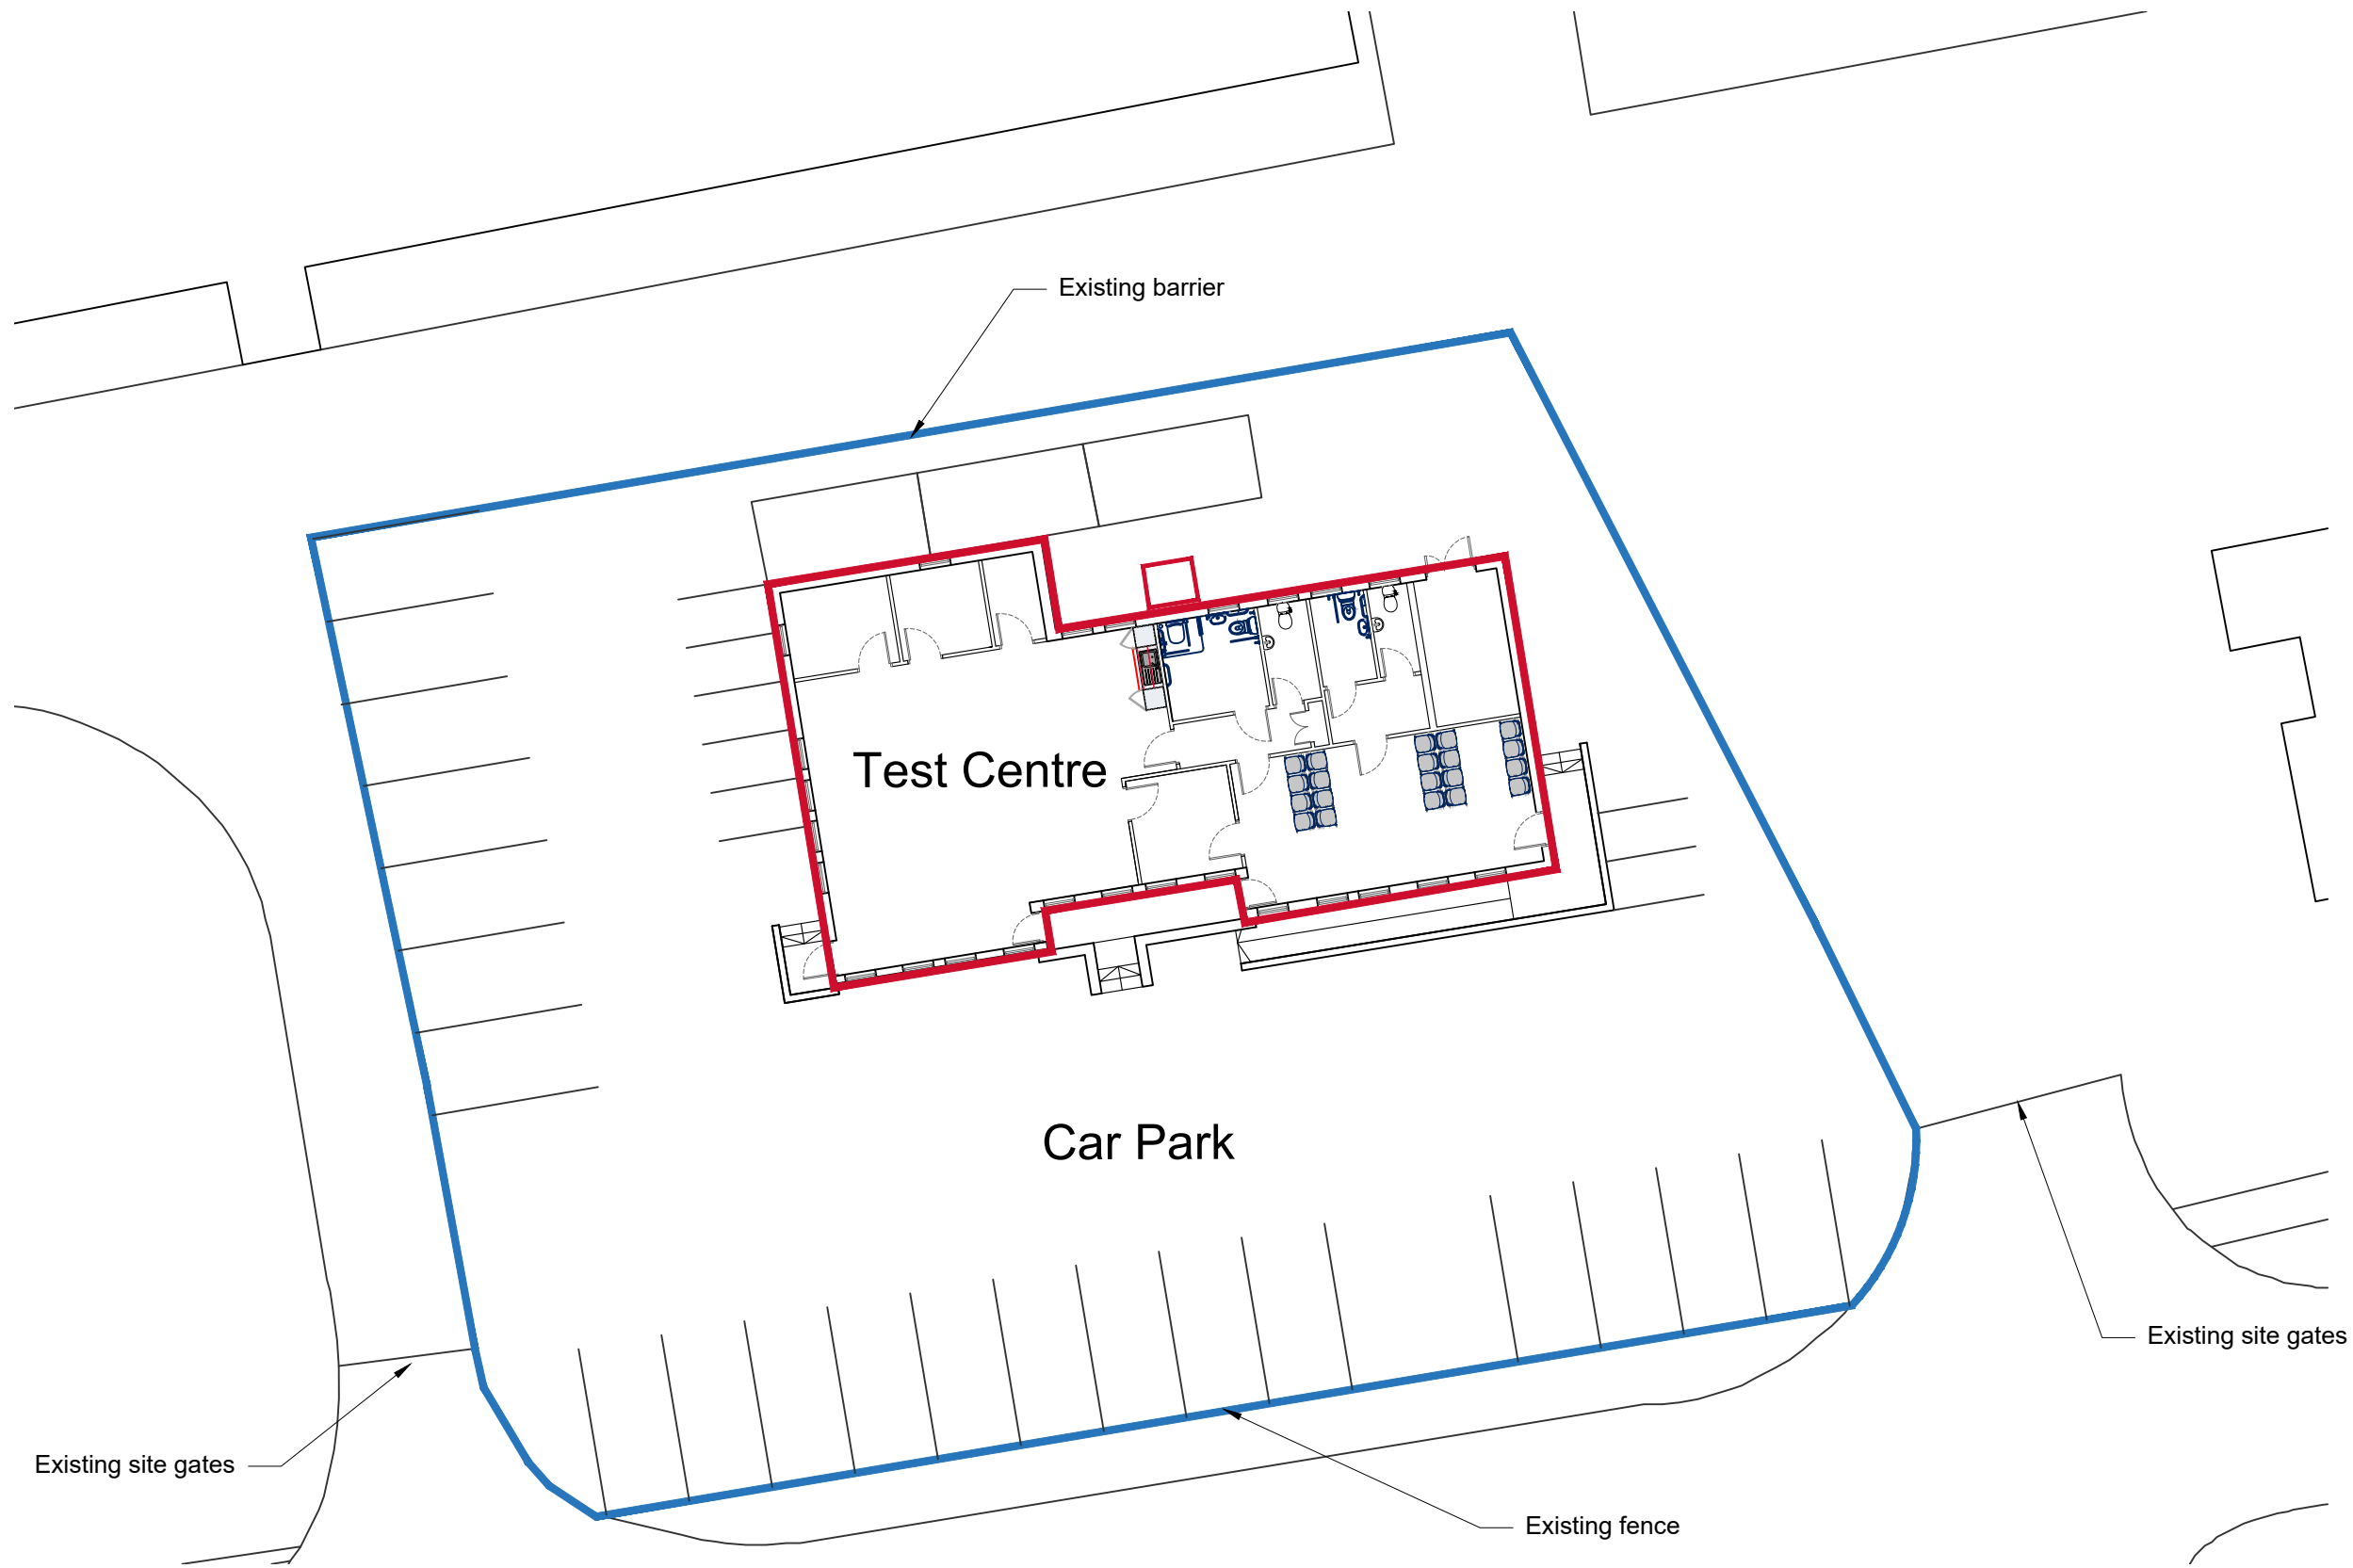 Existing barrier
Test Centre
Car Park
Existing site gates
Existing site gates
Existing fence